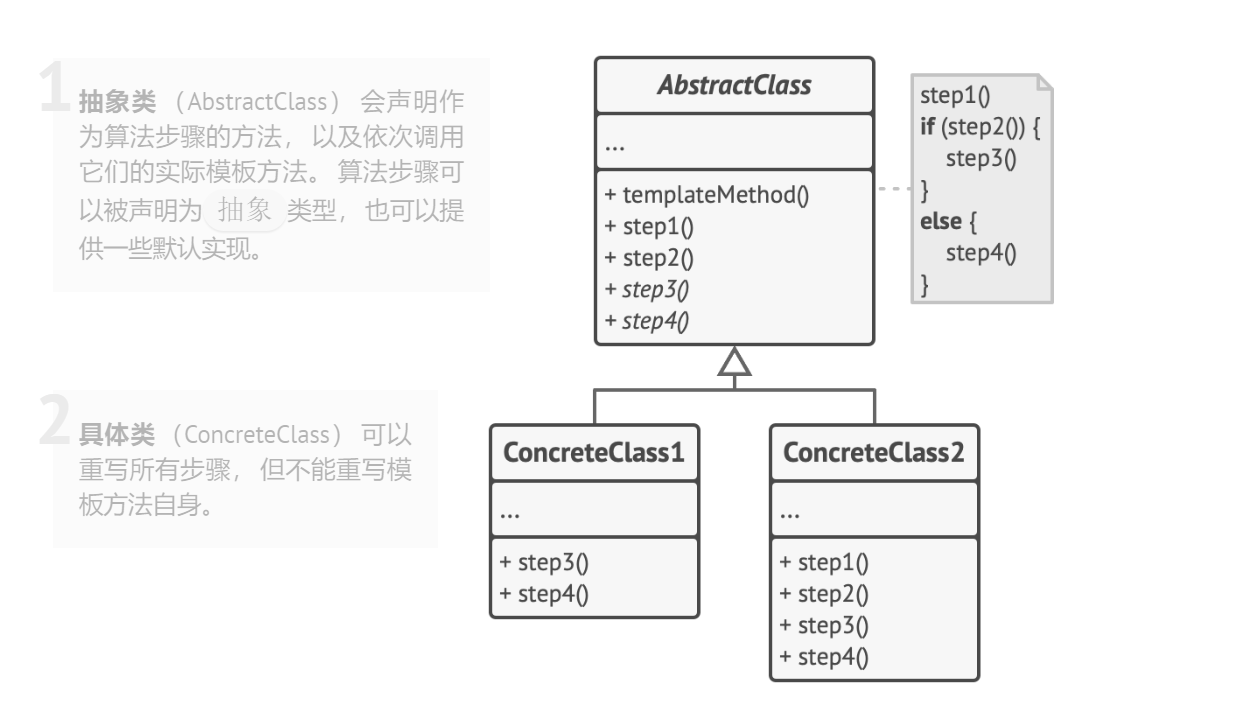 1
抽象类 （AbstractClass） 会声明作
为算法步骤的方法， 以及依次调用
它们的实际模板方法。 算法步骤可
以被声明为 抽象 类型， 也可以提
供一些默认实现。
AbstractClass
...
+ templateMethod()
+ step1()
+ step2()
+ step3()
+ step4()
step1()
if (step2()) {
step3()
}
else {
step4()
}
2
具体类 （ConcreteClass） 可以
重写所有步骤， 但不能重写模
板方法自身。
ConcreteClass1
...
+ step3()
+ step4()
ConcreteClass2
...
+ step1()
+ step2()
+ step3()
+ step4()